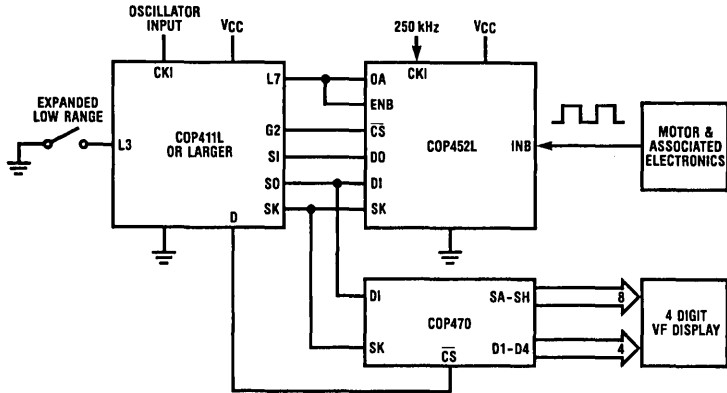 OSCILLATOR
INPUT
VCC
CKI
EXPANDED
LOW RANGE
L3
COP411L
OR LARGER
L7
G2
SI
SO
SK
D
250 kHz
VCC
CKI
OA
ENB
CS
DO
DI
SK
COP452L
INB
MOTOR &
ASSOCIATED
ELECTRONICS
DI
SK
COP470
CS
SA-SH
D1-D4
8
4
4 DIGIT
VF DISPLAY